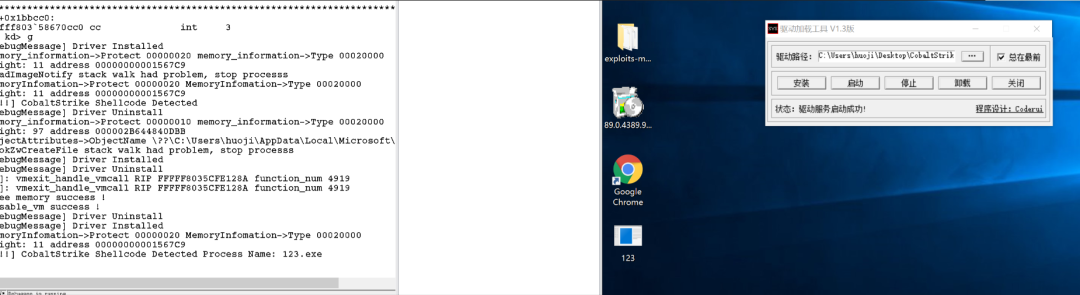 ********************************************************************
+0x1bbcc0:
fff803`58670cc0 cc int 3
kd> g
ebugMessage] Driver Installed
mory_information->Protect 00000020 memory_information->Type 00020000
ight: 11 address 00000000001567C9
adImageNotify stack walk had problem, stop processs
moryInfomation->Protect 00000020 MemoryInfomation->Type 00020000
ight: 11 address 00000000001567C9
!!] CobaltStrike Shellcode Detected
ebugMessage] Driver Uninstall
mory_information->Protect 00000010 memory_information->Type 00020000
ight: 97 address 000002B644840DBB
jectAttributes->ObjectName \??\C:\Users\huoji\AppData\Local\Microsoft\
okZwCreateFile stack walk had problem, stop processs
ebugMessage] Driver Installed
ebugMessage] Driver Uninstall
]: vmexit_handle_vmcall RIP FFFFF8035CFE128A function_num 4919
]: vmexit_handle_vmcall RIP FFFFF8035CFE128A function_num 4919
ee memory success !
sable_vm success !
ebugMessage] Driver Uninstall
ebugMessage] Driver Installed
moryInfomation->Protect 00000020 MemoryInfomation->Type 00020000
ight: 11 address 00000000001567C9
!!] CobaltStrike Shellcode Detected Process Name: 123.exe
exploits-m...
89.0.4389.9...
Google
Chrome
123
驱动加载工具 V1.3版
驱动路径: C:\Users\huoji\Desktop\CobaltStrik ... 总在最前
安装 启动 停止 卸载 关闭
状态: 驱动服务启动成功! 程序设计: Coderui